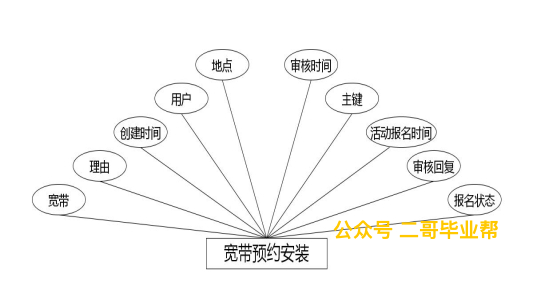 地点
审核时间
用户
主键
创建时间
活动报名时间
理由
审核回复
宽带
报名状态
公众号 二哥毕业帮
宽带预约安装